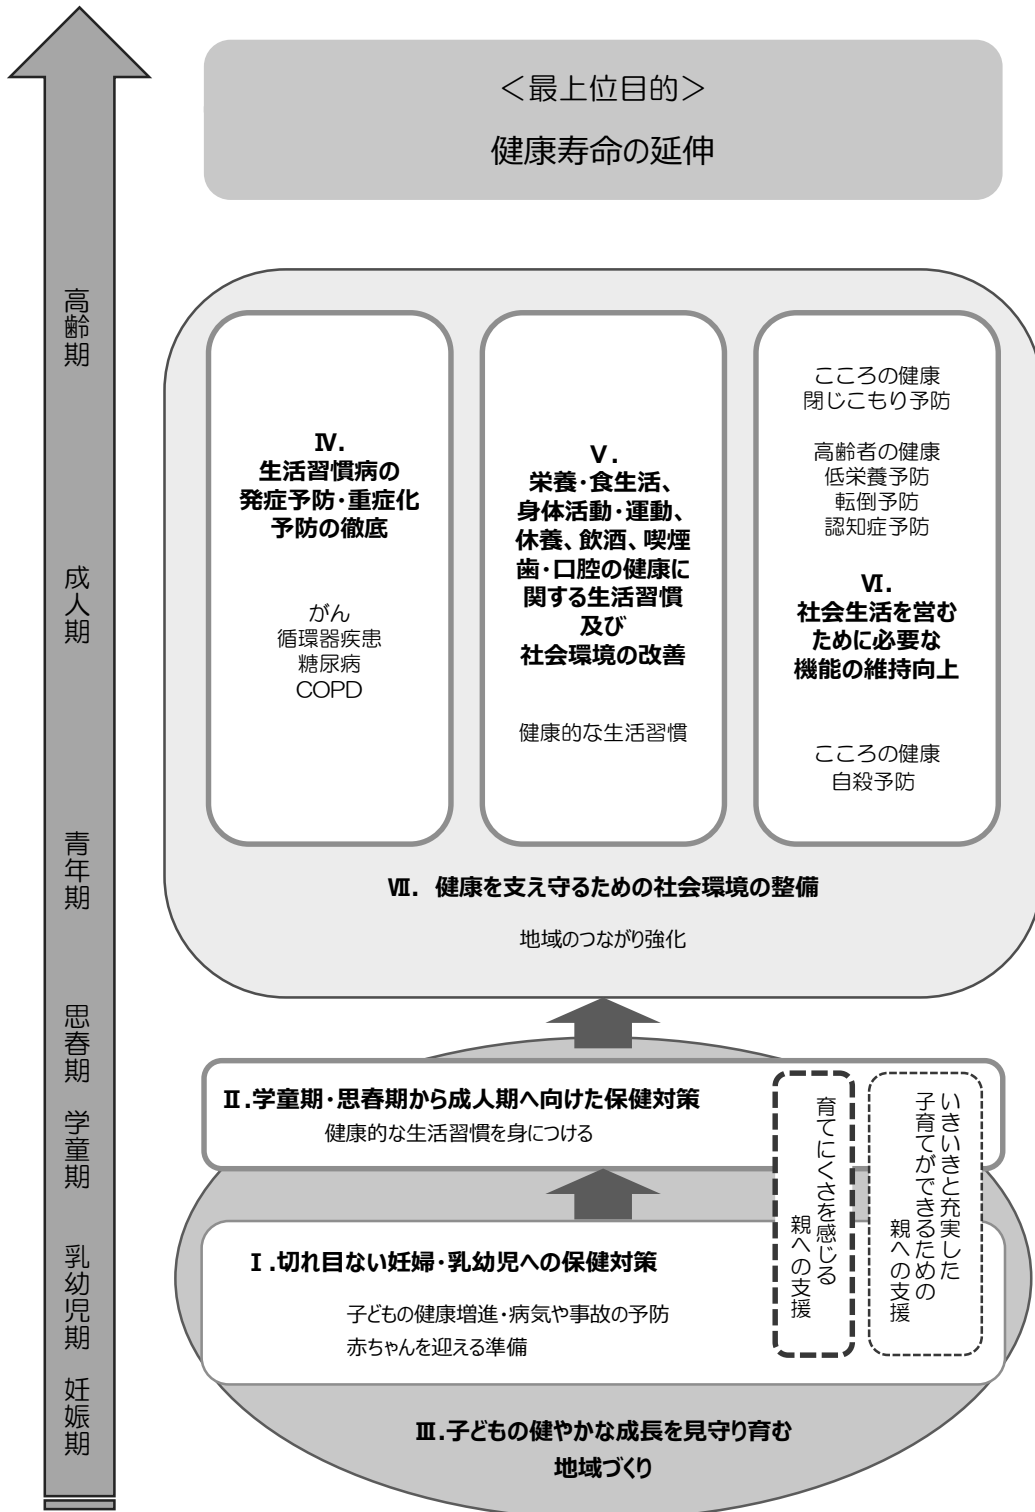 ＜最上位目的＞
健康寿命の延伸
高齢期
成人期
青年期
思春期
学童期
乳幼児期
妊娠期
Ⅳ.
生活習慣病の
発症予防・重症化
予防の徹底
がん
循環器疾患
糖尿病
COPD
Ⅴ.
栄養・食生活、
身体活動・運動、
休養、飲酒、喫煙
歯・口腔の健康に
関する生活習慣
及び
社会環境の改善
健康的な生活習慣
こころの健康
閉じこもり予防
高齢者の健康
低栄養予防
転倒予防
認知症予防
Ⅵ.
社会生活を営む
ために必要な
機能の維持向上
こころの健康
自殺予防
Ⅶ. 健康を支え守るための社会環境の整備
地域のつながり強化
Ⅱ.学童期・思春期から成人期へ向けた保健対策
健康的な生活習慣を身につける
Ⅰ.切れ目ない妊婦・乳幼児への保健対策
子どもの健康増進・病気や事故の予防
赤ちゃんを迎える準備
育てにくさを感じる
親への支援
いきいきと充実した
子育てができるための
親への支援
Ⅲ.子どもの健やかな成長を見守り育む
地域づくり